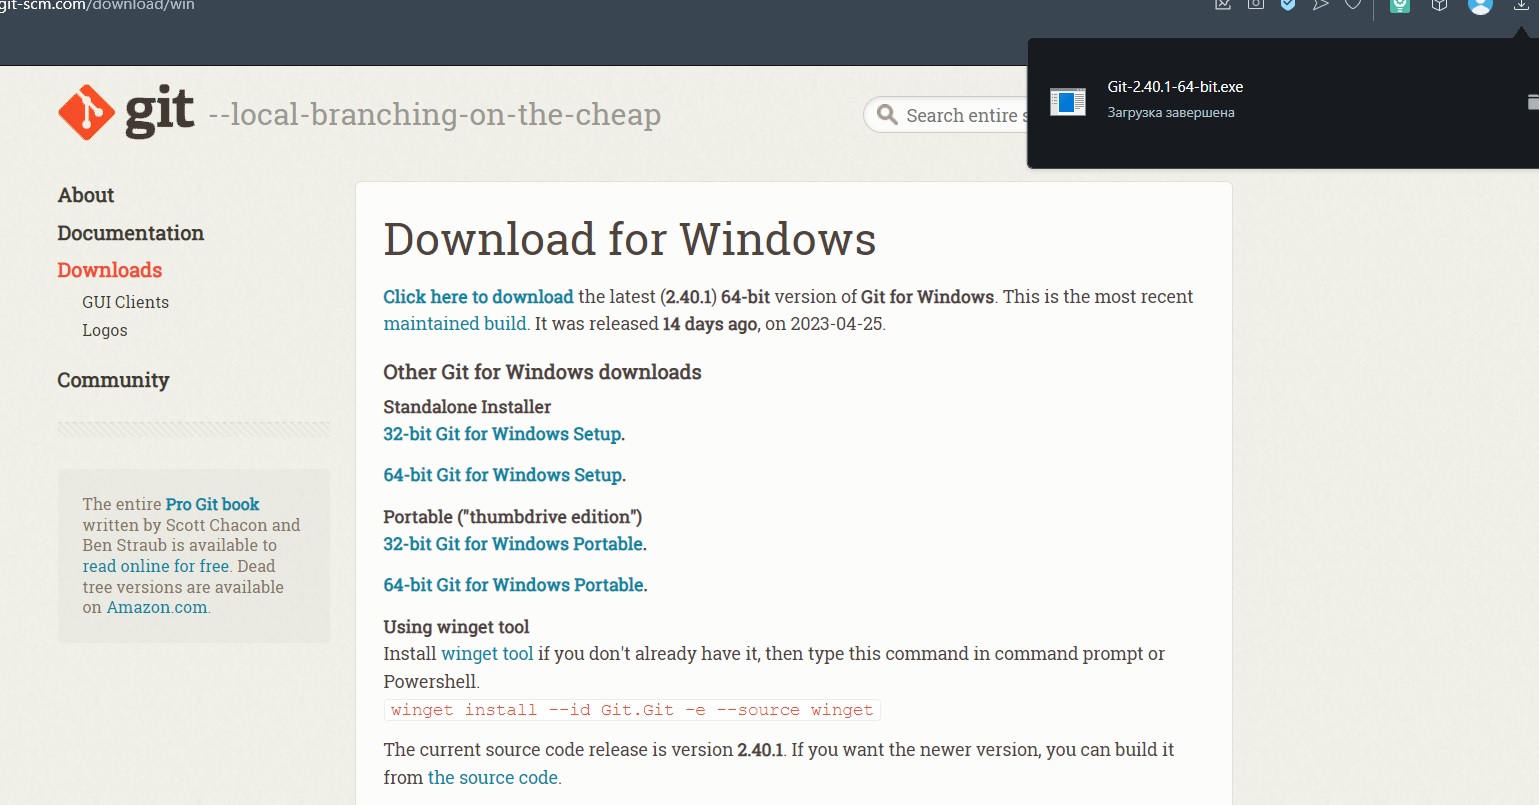 git-scm.com/download/win
Git-2.40.1-64-bit.exe
Загрузка завершена
git --local-branching-on-the-cheap
Search entire s
About
Documentation
Downloads
GUI Clients
Logos
Community
The entire Pro Git book
written by Scott Chacon and
Ben Straub is available to
read online for free. Dead
tree versions are available
on Amazon.com.
Download for Windows
Click here to download the latest (2.40.1) 64-bit version of Git for Windows. This is the most recent
maintained build. It was released 14 days ago, on 2023-04-25.
Other Git for Windows downloads
Standalone Installer
32-bit Git for Windows Setup.
64-bit Git for Windows Setup.
Portable ("thumbdrive edition")
32-bit Git for Windows Portable.
64-bit Git for Windows Portable.
Using winget tool
Install winget tool if you don't already have it, then type this command in command prompt or
Powershell.
winget install --id Git.Git -e --source winget
The current source code release is version 2.40.1. If you want the newer version, you can build it
from the source code.